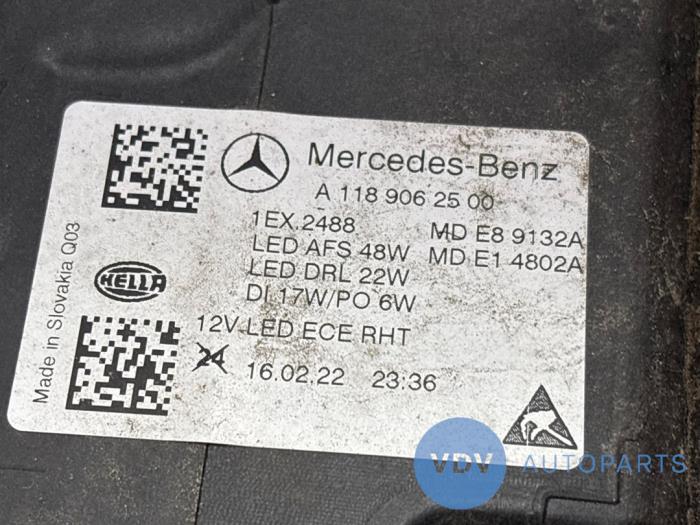 Mercedes-Benz
A 118 906 25 00
1EX.2488 MD E8 9132A
LED AFS 48W MD E1 4802A
LED DRL 22W
DI 17W/PO 6W
12V LED ECE RHT
24 16.02.22 23:36
HELLA
Made in Slovakia Q03
VDV AUTOPARTS